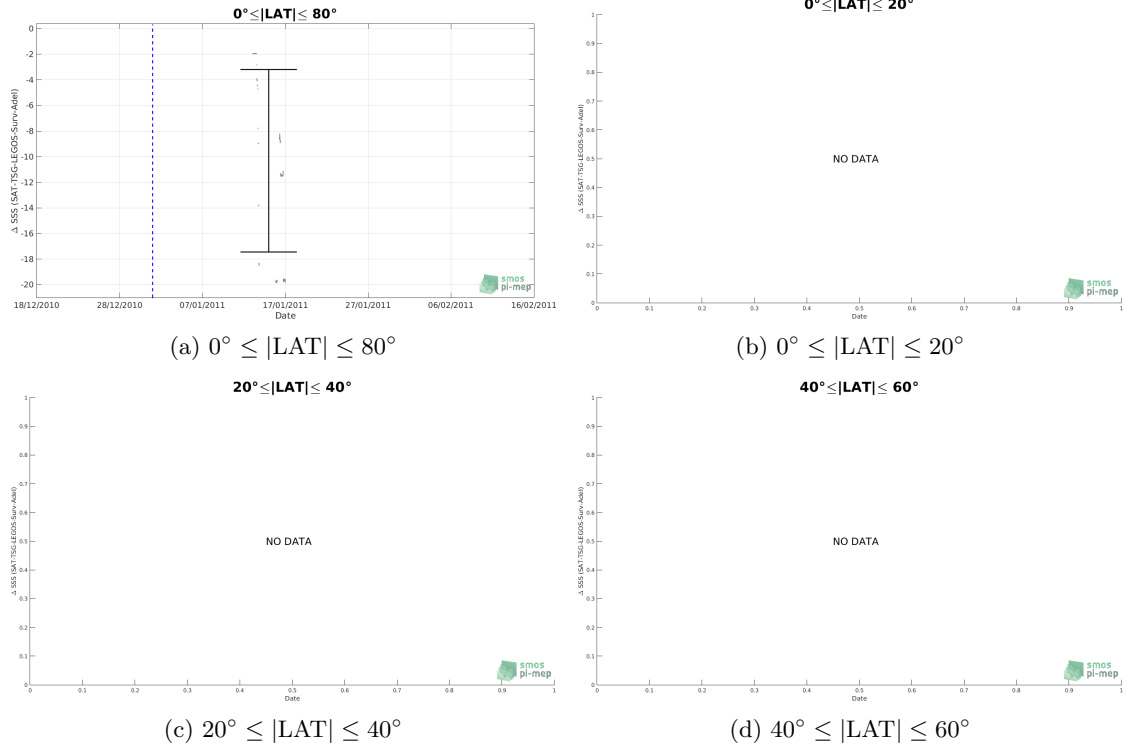 0°≤|LAT|≤ 80°
Δ SSS (SAT-TSG-LEGOS-Surv-Adel)
0
-2
-4
-6
-8
-10
-12
-14
-16
-18
-20
18/12/2010 28/12/2010 07/01/2011 17/01/2011 27/01/2011 06/02/2011 16/02/2011
Date
smos
pi-mep
(a) 0° ≤ |LAT| ≤ 80°
0°≤|LAT|≤ 20°
Δ SSS (SAT-TSG-LEGOS-Surv-Adel)
1
0.9
0.8
0.7
0.6
0.5
0.4
0.3
0.2
0.1
0
NO DATA
0 0.1 0.2 0.3 0.4 0.5 0.6 0.7 0.8 0.9 1
Date
smos
pi-mep
(b) 0° ≤ |LAT| ≤ 20°
20°≤|LAT|≤ 40°
Δ SSS (SAT-TSG-LEGOS-Surv-Adel)
1
0.9
0.8
0.7
0.6
0.5
0.4
0.3
0.2
0.1
0
NO DATA
0 0.1 0.2 0.3 0.4 0.5 0.6 0.7 0.8 0.9 1
Date
smos
pi-mep
(c) 20° ≤ |LAT| ≤ 40°
40°≤|LAT|≤ 60°
Δ SSS (SAT-TSG-LEGOS-Surv-Adel)
1
0.9
0.8
0.7
0.6
0.5
0.4
0.3
0.2
0.1
0
NO DATA
0 0.1 0.2 0.3 0.4 0.5 0.6 0.7 0.8 0.9 1
Date
smos
pi-mep
(d) 40° ≤ |LAT| ≤ 60°